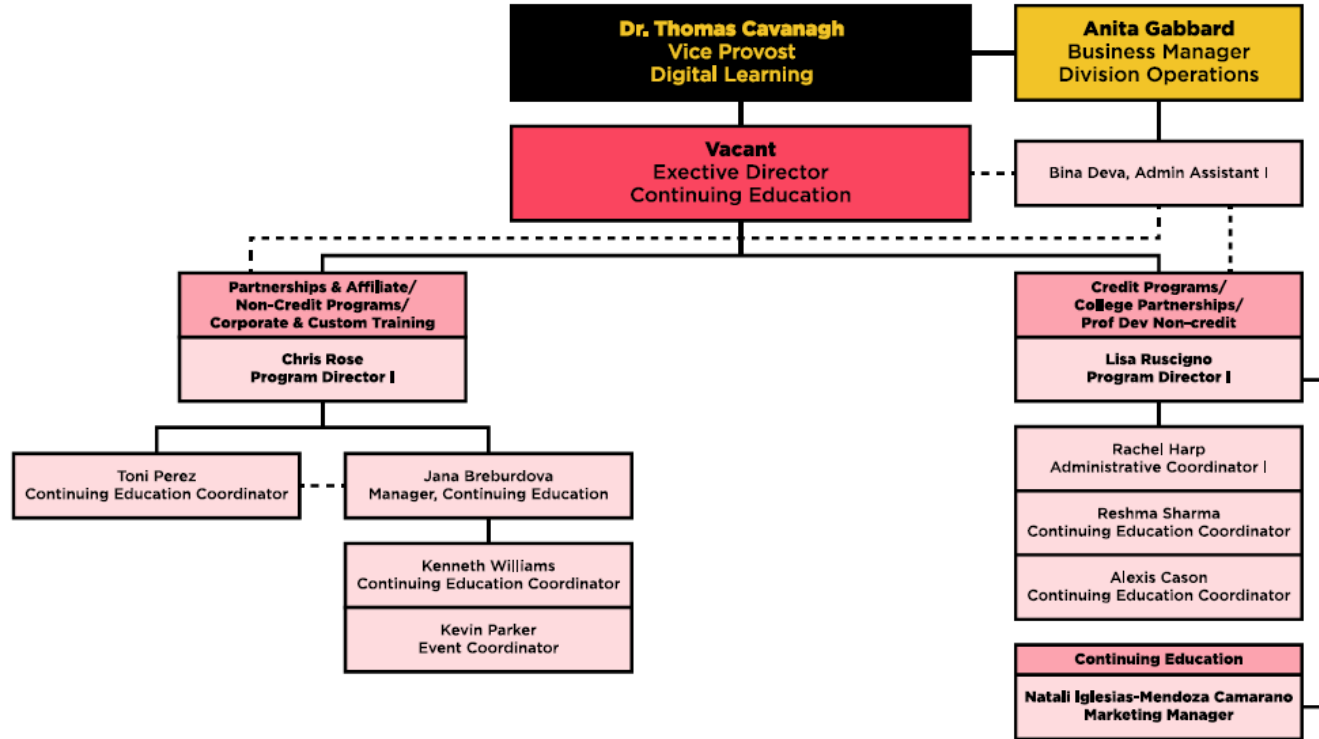 Dr. Thomas Cavanagh
Vice Provost
Digital Learning
Anita Gabbard
Business Manager
Division Operations
Vacant
Exective Director
Continuing Education
Bina Deva, Admin Assistant I
Partnerships & Affiliate/
Non-Credit Programs/
Corporate & Custom Training
Chris Rose
Program Director I
Credit Programs/
College Partnerships/
Prof Dev Non-credit
Lisa Ruscigno
Program Director I
Toni Perez
Continuing Education Coordinator
Jana Breburdova
Manager, Continuing Education
Kenneth Williams
Continuing Education Coordinator
Kevin Parker
Event Coordinator
Rachel Harp
Administrative Coordinator I
Reshma Sharma
Continuing Education Coordinator
Alexis Cason
Continuing Education Coordinator
Continuing Education
Natali Iglesias-Mendoza Camarano
Marketing Manager